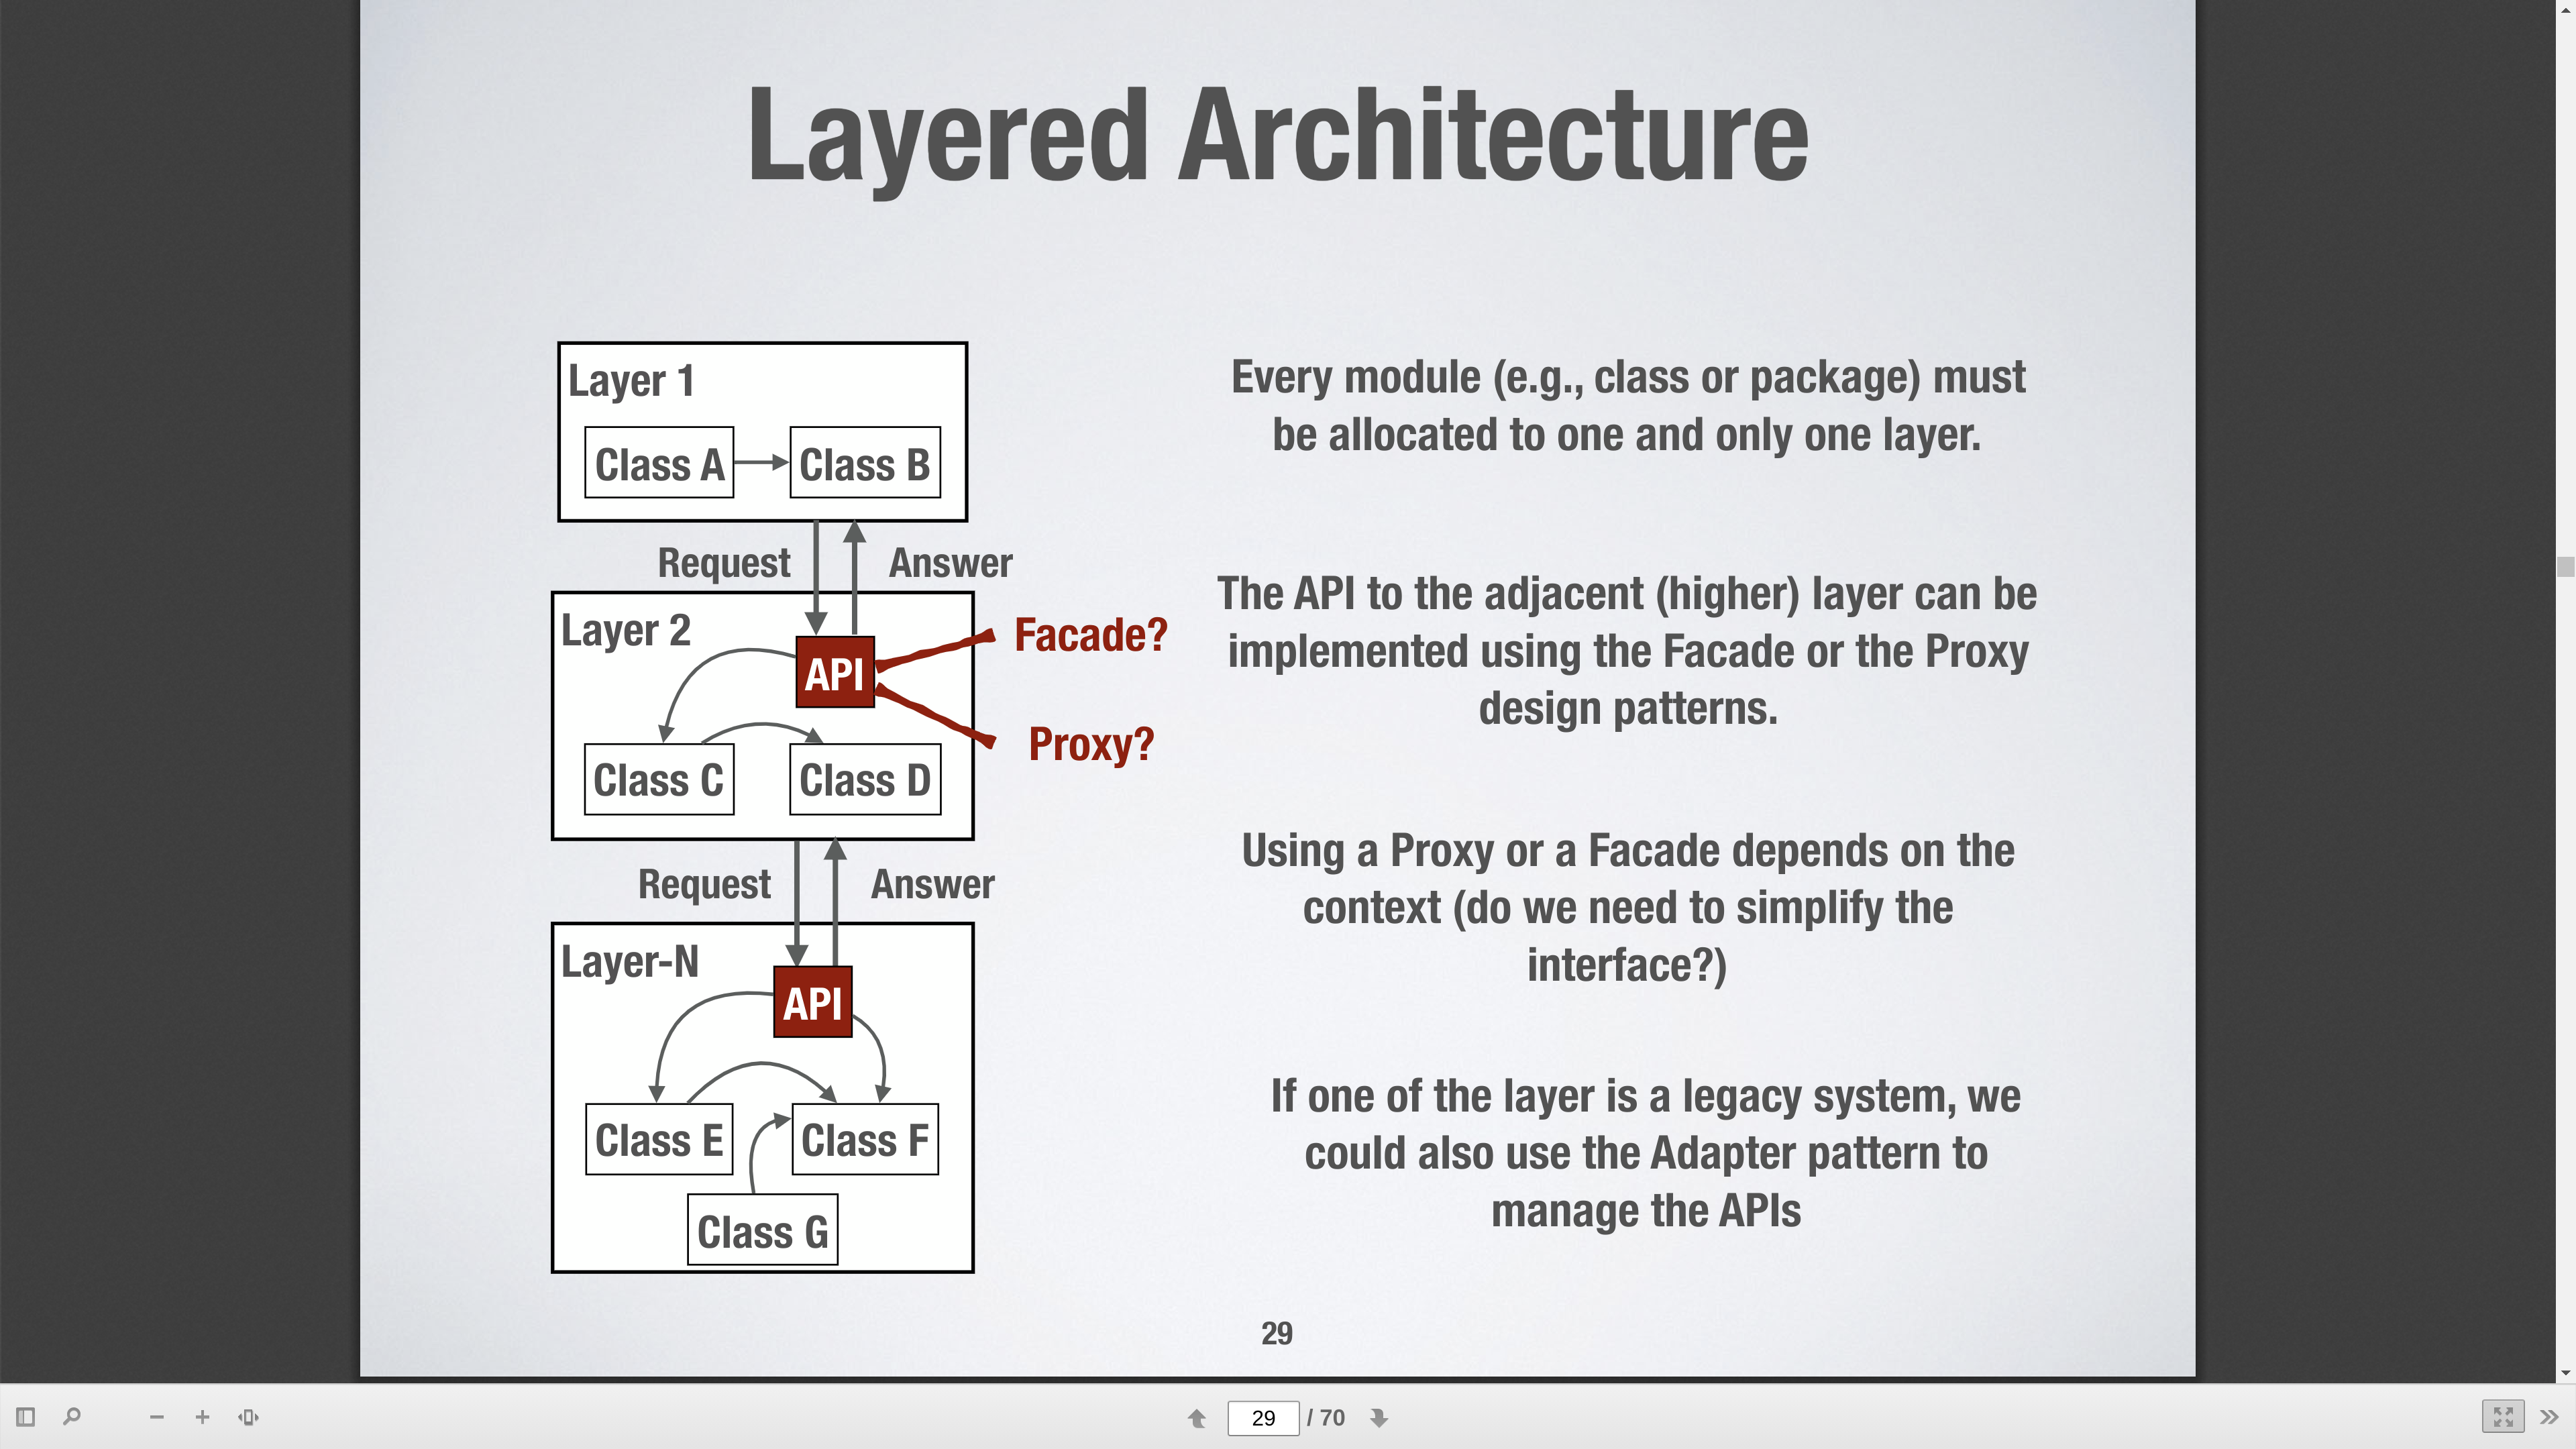 Layered Architecture
Layer 1
Class A
Class B
Request
Answer
Layer 2
API
Facade?
Proxy?
Class C
Class D
Request
Answer
Layer-N
API
Class E
Class F
Class G
Every module (e.g., class or package) must
be allocated to one and only one layer.
The API to the adjacent (higher) layer can be
implemented using the Facade or the Proxy
design patterns.
Using a Proxy or a Facade depends on the
context (do we need to simplify the
interface?)
If one of the layer is a legacy system, we
could also use the Adapter pattern to
manage the APIs
29
29 / 70